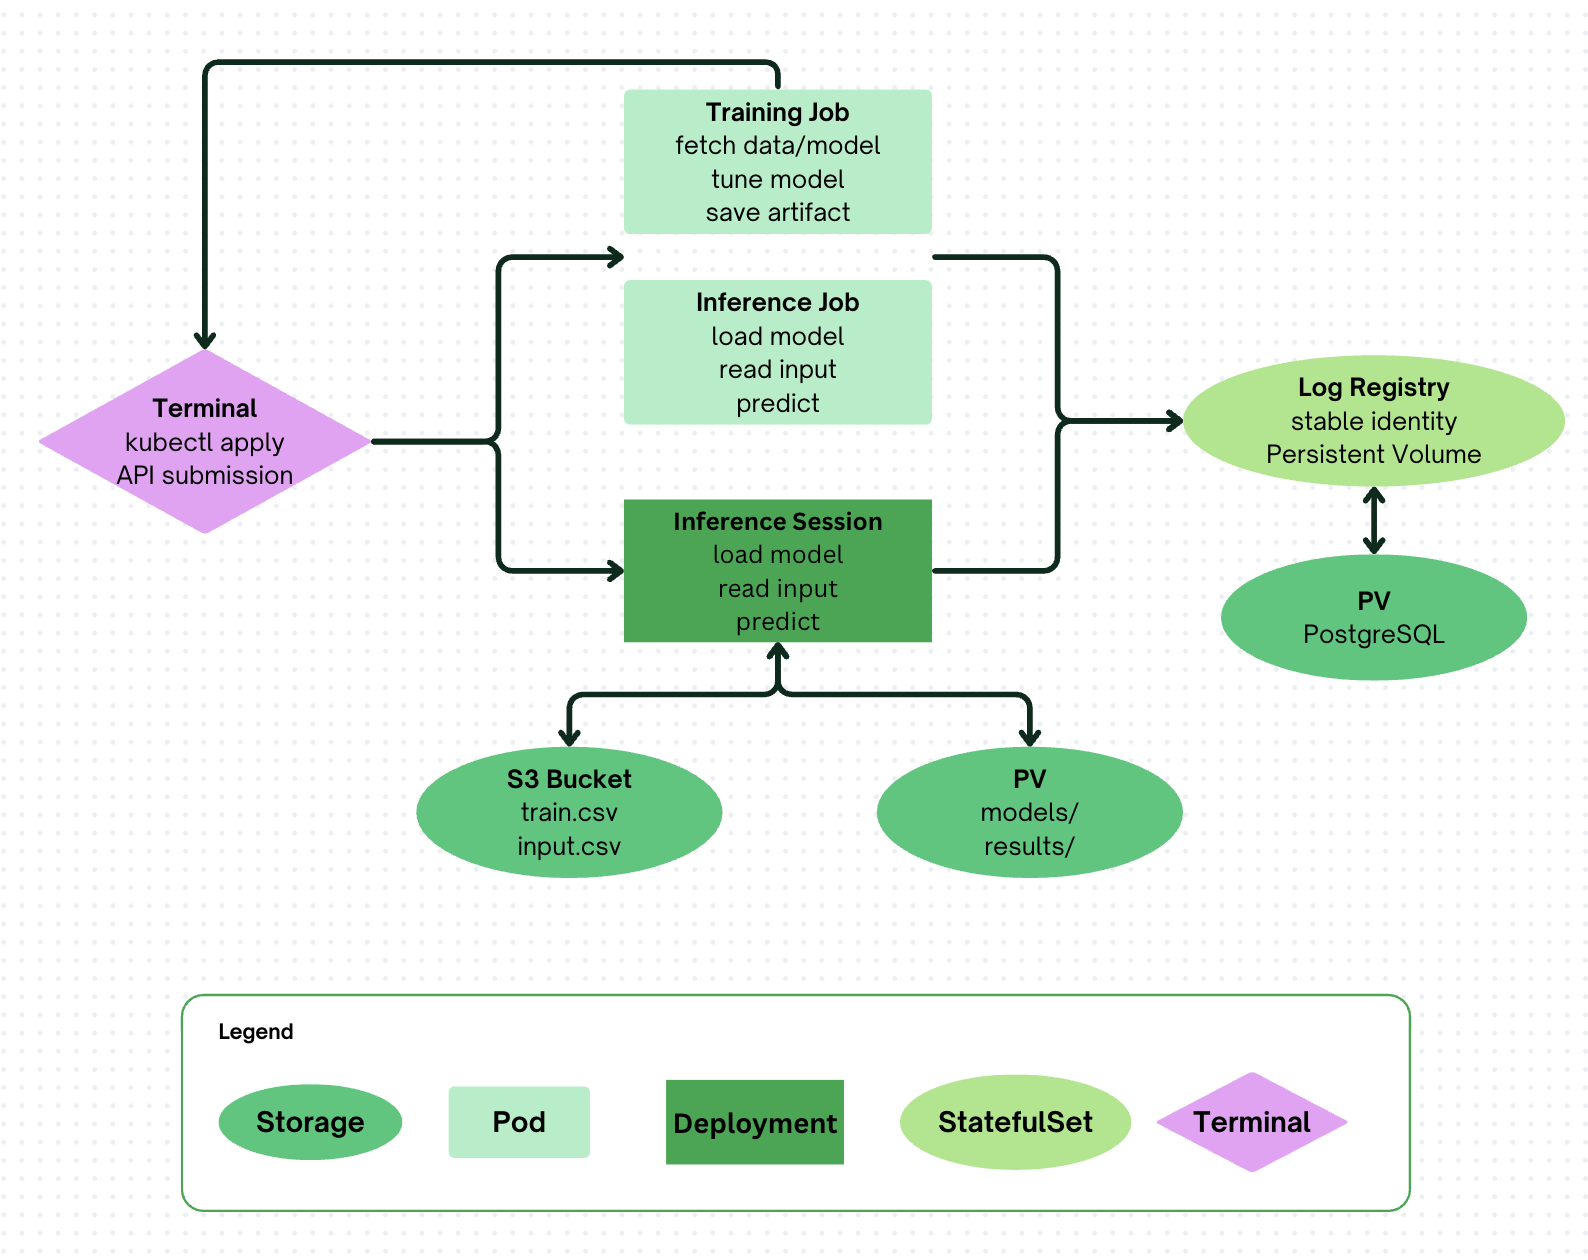 Training Job
fetch data/model
tune model
save artifact
Inference Job
load model
read input
predict
Terminal
kubectl apply
API submission
Log Registry
stable identity
Persistent Volume
Inference Session
load model
read input
predict
PV
PostgreSQL
S3 Bucket
train.csv
input.csv
PV
models/
results/
Legend
Storage
Pod
Deployment
StatefulSet
Terminal